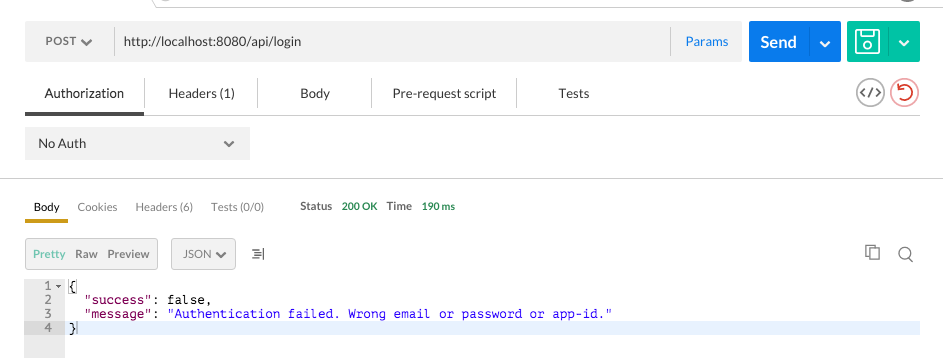 POST http://localhost:8080/api/login Params Send
Authorization Headers (1) Body Pre-request script Tests </>
No Auth
Body Cookies Headers (6) Tests (0/0) Status 200 OK Time 190 ms
Pretty Raw Preview JSON
1 {
2 "success": false,
3 "message": "Authentication failed. Wrong email or password or app-id."
4 }